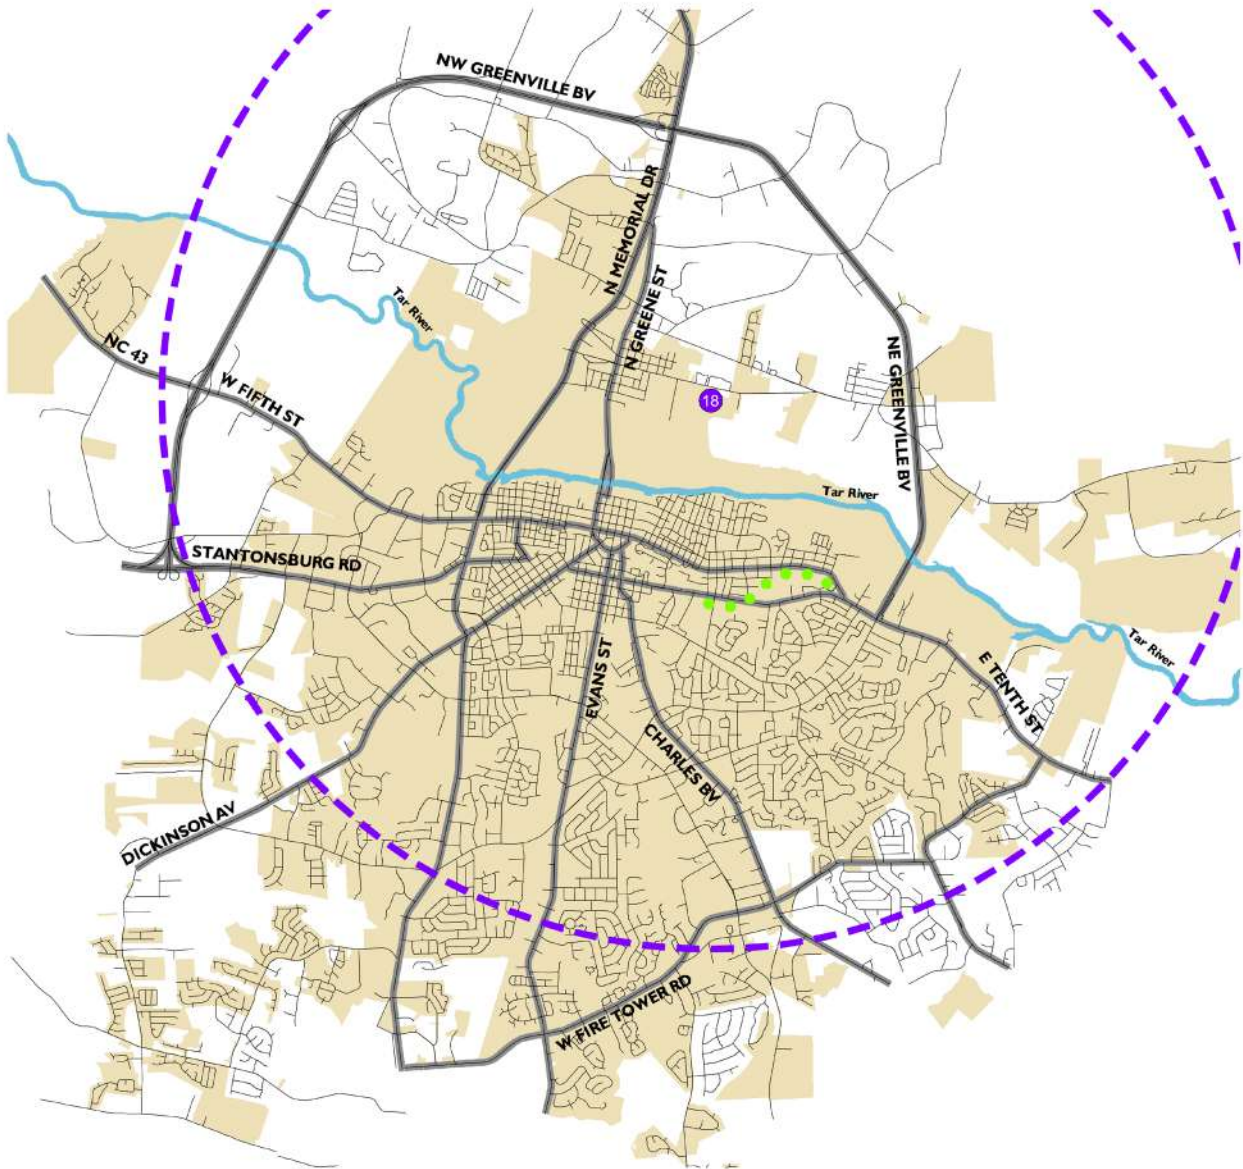 NW GREENVILLE BV
N MEMORIAL DR
N GREENE ST
Tar River
NC 43
W FIFTH ST
18
NE GREENVILLE BV
Tar River
STANTONSBURG RD
Tar River
EVANS ST
E TENTH ST
CHARLES BV
DICKINSON AV
W FIRE TOWER RD